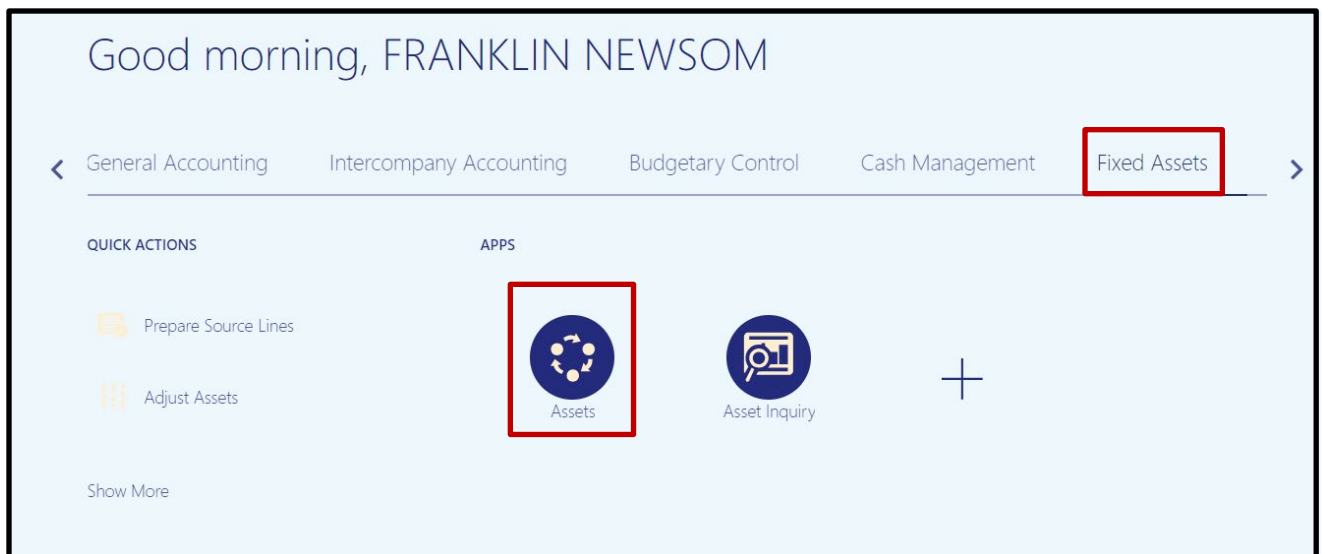 Good morning, FRANKLIN NEWSOM
General Accounting Intercompany Accounting Budgetary Control Cash Management Fixed Assets
QUICK ACTIONS APPS
Prepare Source Lines
Adjust Assets
Assets Asset Inquiry
Show More